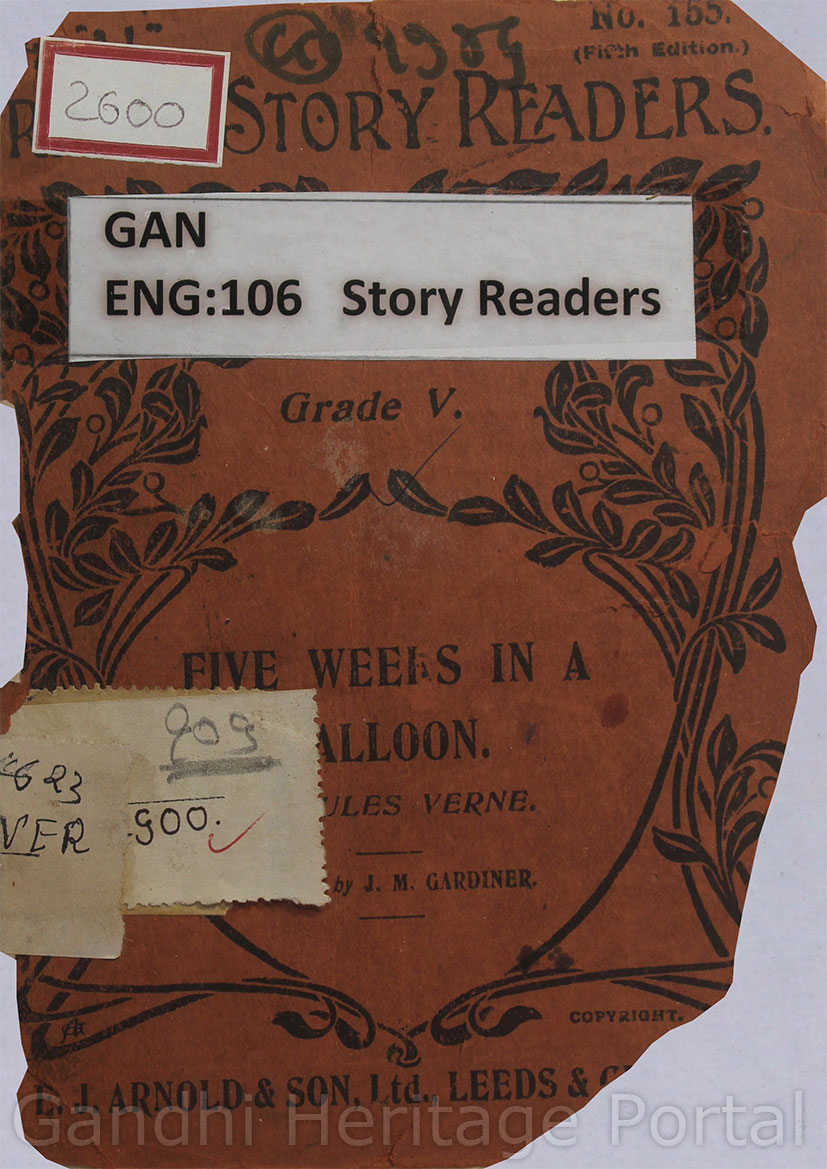 No. 155.
(Fifth Edition.)
2600
STORY READERS.
GAN
ENG:106 Story Readers
Grade V.
FIVE WEEKS IN A
ALLOON.
ULES VERNE.
by J. M. GARDINER.
909
VER
900.
COPYRIGHT.
E. J. ARNOLD & SON, Ltd., LEEDS & G
Gandhi Heritage Portal